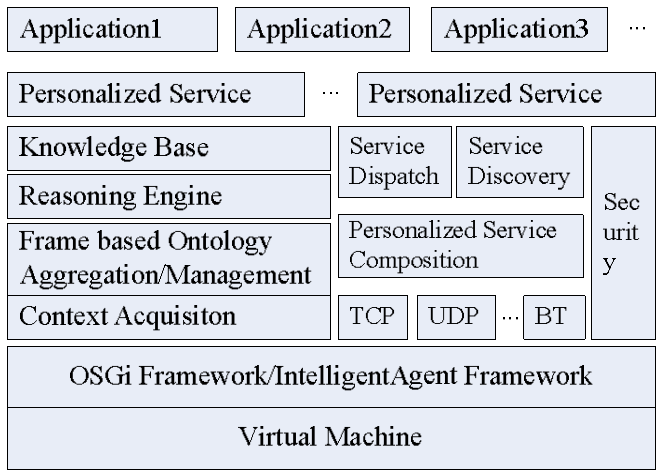 Application1 Application2 Application3 ...
Personalized Service ... Personalized Service
Knowledge Base
Reasoning Engine
Frame based Ontology
Aggregation/Management
Context Acquisiton
Service
Dispatch
Service
Discovery
Personalized Service
Composition
TCP UDP ... BT
Sec
urit
y
OSGi Framework/IntelligentAgent Framework
Virtual Machine